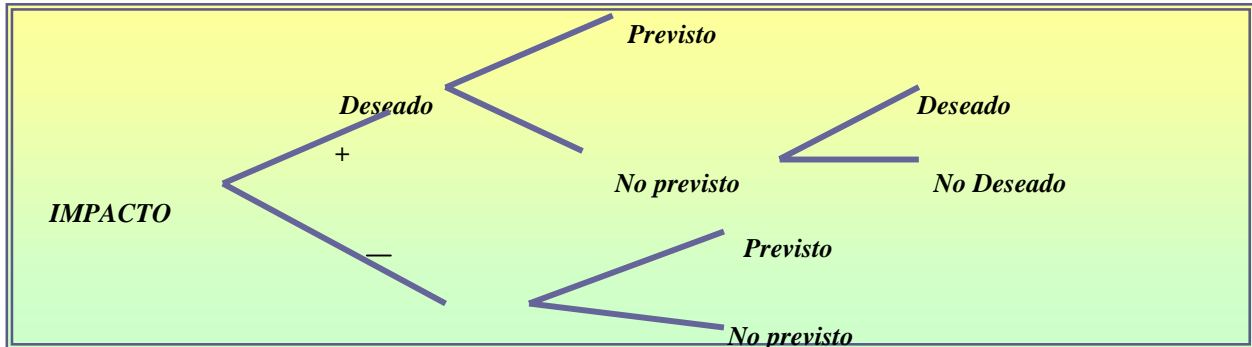 Previsto
Deseado
Deseado
+
No previsto
No Deseado
IMPACTO
Previsto
—
No previsto